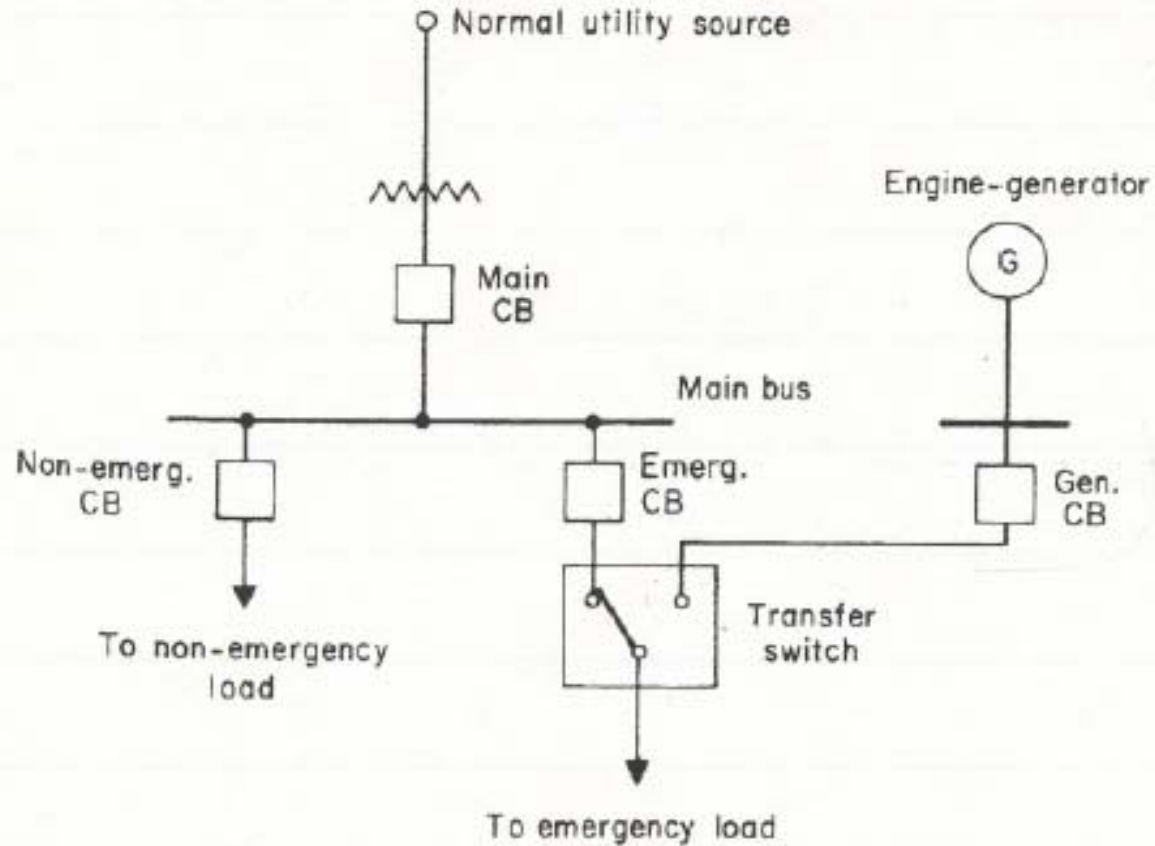 Normal utility source
Engine-generator
G
Main
CB
Main bus
Non-emerg.
CB
Emerg.
CB
Gen.
CB
Transfer
switch
To non-emergency
load
To emergency load